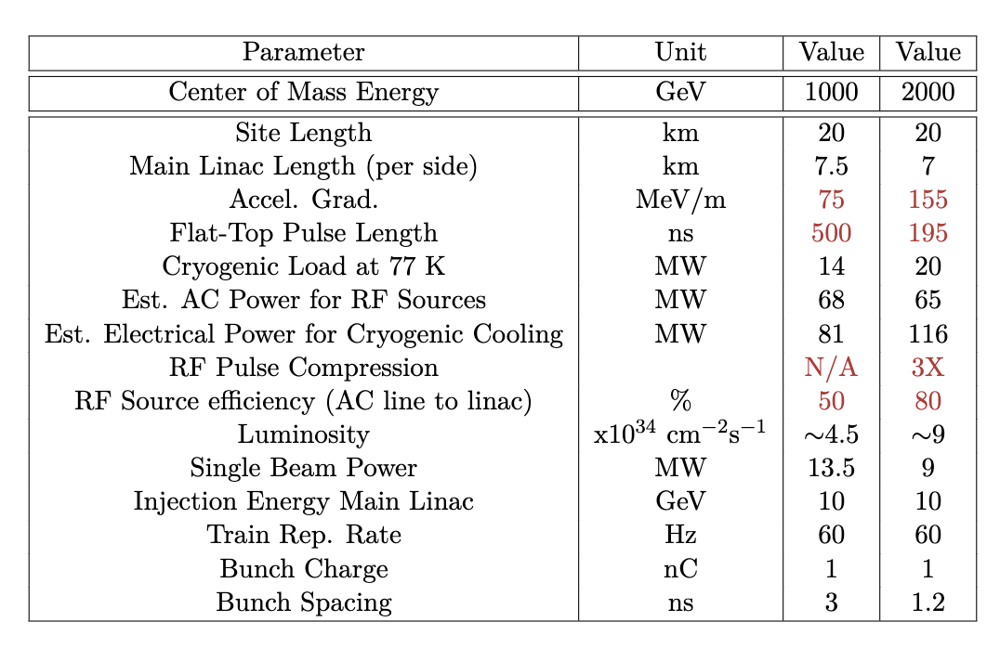 Parameter Unit Value Value
Center of Mass Energy GeV 1000 2000
Site Length km 20 20
Main Linac Length (per side) km 7.5 7
Accel. Grad. MeV/m 75 155
Flat-Top Pulse Length ns 500 195
Cryogenic Load at 77 K MW 14 20
Est. AC Power for RF Sources MW 68 65
Est. Electrical Power for Cryogenic Cooling MW 81 116
RF Pulse Compression N/A 3X
RF Source efficiency (AC line to linac) % 50 80
Luminosity x10³⁴ cm⁻²s⁻¹ ~4.5 ~9
Single Beam Power MW 13.5 9
Injection Energy Main Linac GeV 10 10
Train Rep. Rate Hz 60 60
Bunch Charge nC 1 1
Bunch Spacing ns 3 1.2